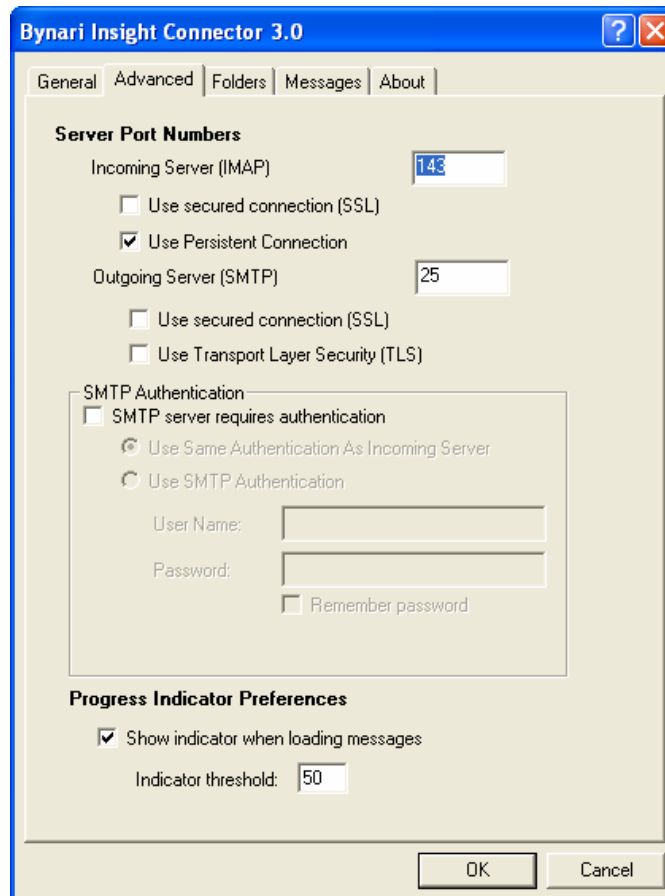 Bynari Insight Connector 3.0
General Advanced Folders Messages About
Server Port Numbers
Incoming Server (IMAP) 143
Use secured connection (SSL)
Use Persistent Connection
Outgoing Server (SMTP) 25
Use secured connection (SSL)
Use Transport Layer Security (TLS)
SMTP Authentication
SMTP server requires authentication
Use Same Authentication As Incoming Server
Use SMTP Authentication
User Name:
Password:
Remember password
Progress Indicator Preferences
Show indicator when loading messages
Indicator threshold: 50
OK Cancel